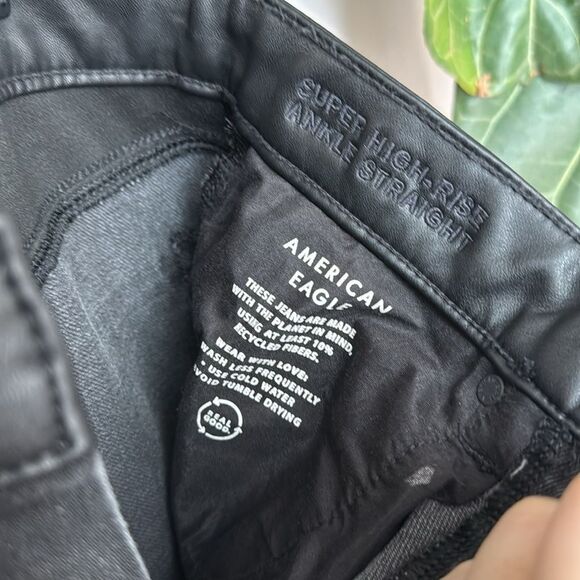 SUPER HIGH-RISE
ANKLE STRAIGHT
AMERICAN
EAGLE
THESE JEANS ARE MADE
WITH THE PLANET IN MIND,
USING AT LEAST 10%
RECYCLED FIBERS.
WEAR WITH LOVE:
WASH LESS FREQUENTLY
• USE COLD WATER
AVOID TUMBLE DRYING
REAL
GOOD.